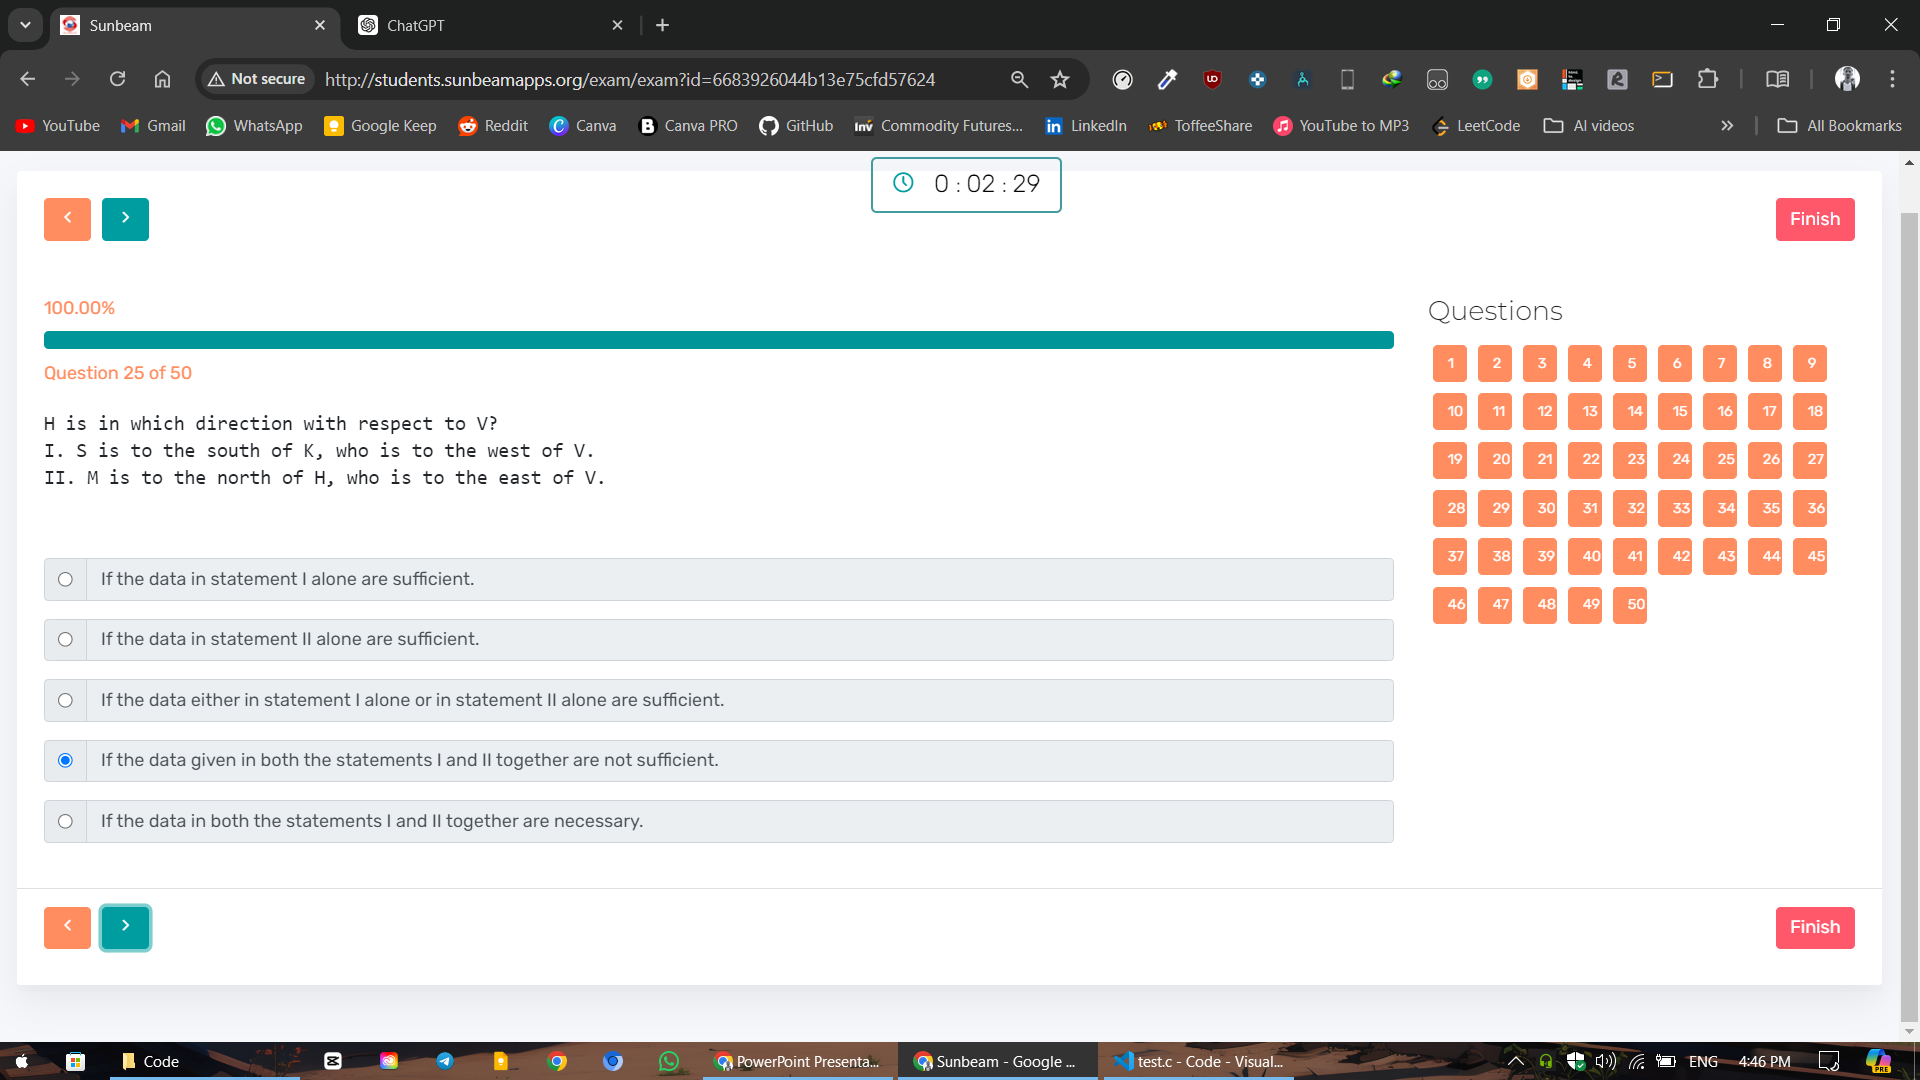 Sunbeam
ChatGPT
Not secure
http://students.sunbeamapps.org/exam/exam?id=6683926044b13e75cfd57624
YouTube
Gmail
WhatsApp
Google Keep
Reddit
Canva
Canva PRO
GitHub
Commodity Futures...
LinkedIn
ToffeeShare
YouTube to MP3
LeetCode
AI videos
All Bookmarks
0 : 02 : 29
Finish
100.00%
Question 25 of 50
H is in which direction with respect to V?
I. S is to the south of K, who is to the west of V.
II. M is to the north of H, who is to the east of V.
If the data in statement I alone are sufficient.
If the data in statement II alone are sufficient.
If the data either in statement I alone or in statement II alone are sufficient.
If the data given in both the statements I and II together are not sufficient.
If the data in both the statements I and II together are necessary.
Questions
1 2 3 4 5 6 7 8 9
10 11 12 13 14 15 16 17 18
19 20 21 22 23 24 25 26 27
28 29 30 31 32 33 34 35 36
37 38 39 40 41 42 43 44 45
46 47 48 49 50
Finish
Code
PowerPoint Presenta...
Sunbeam - Google ...
test.c - Code - Visual...
ENG
4:46 PM
PRE